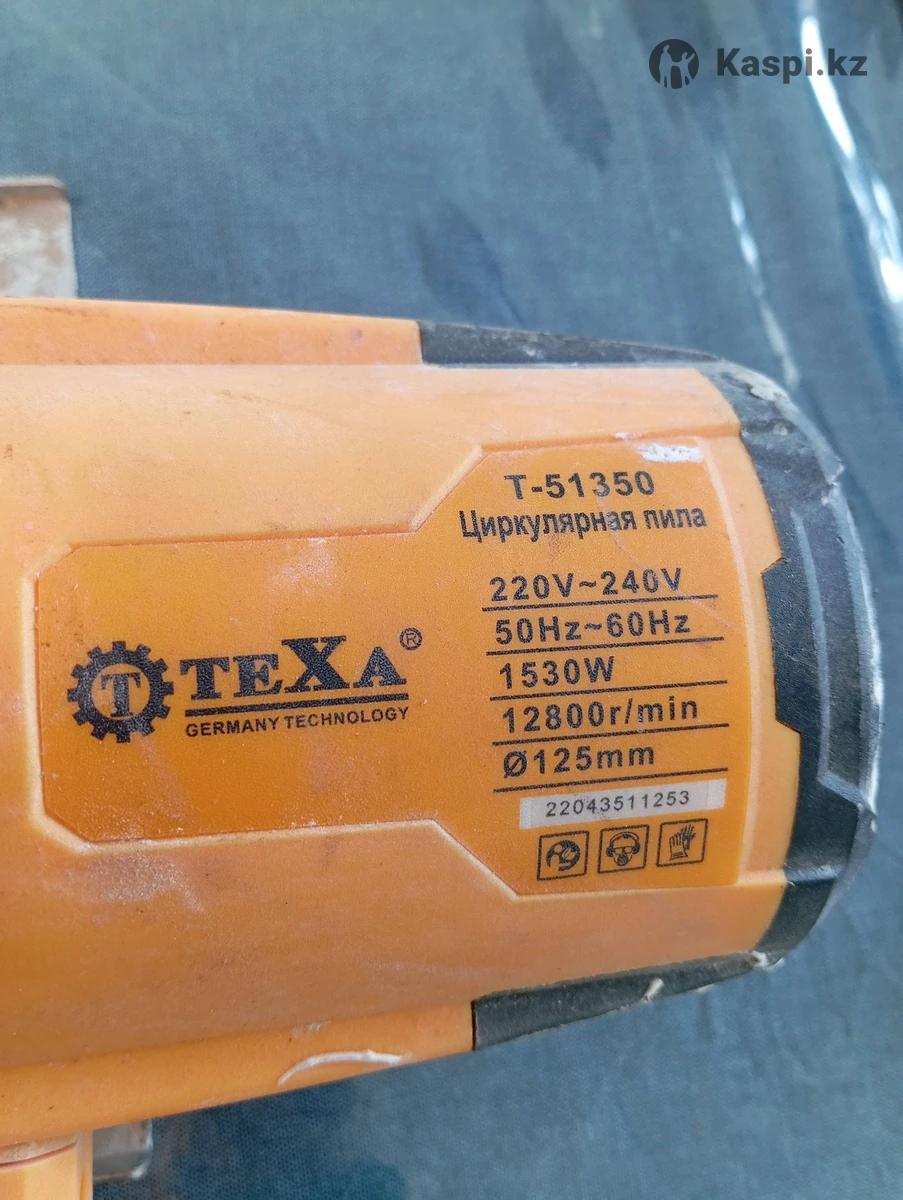 Kaspi.kz
T-51350
Циркулярная пила
220V~240V
50Hz~60Hz
1530W
12800r/min
Ø125mm
22043511253
T TEXA®
GERMANY TECHNOLOGY